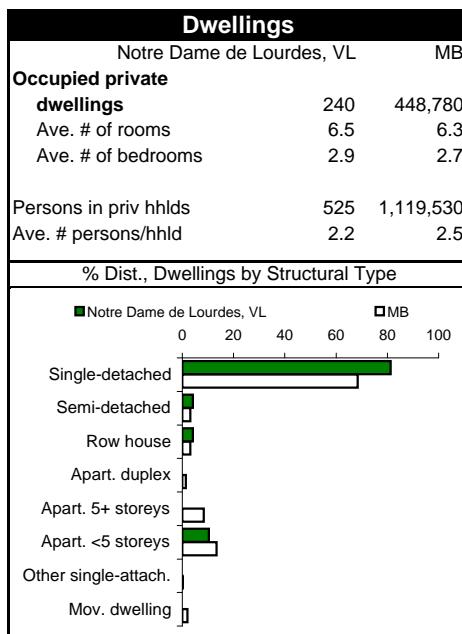 Dwellings
Notre Dame de Lourdes, VL MB
Occupied private
dwellings 240 448,780
Ave. # of rooms 6.5 6.3
Ave. # of bedrooms 2.9 2.7
Persons in priv hhlds 525 1,119,530
Ave. # persons/hhld 2.2 2.5
% Dist., Dwellings by Structural Type
Notre Dame de Lourdes, VL MB
0 20 40 60 80 100
Single-detached
Semi-detached
Row house
Apart. duplex
Apart. 5+ storeys
Apart. <5 storeys
Other single-attach.
Mov. dwelling